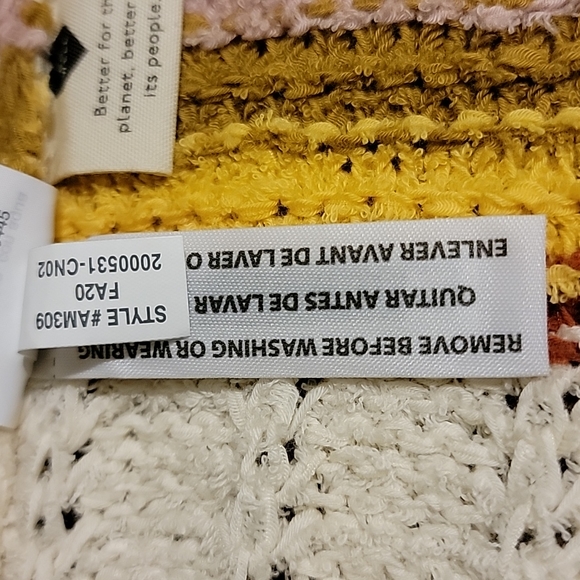 Better for the
planet, better
its people.
REMOVE BEFORE WASHING OR WEARING
QUITAR ANTES DE LAVAR
ENLEVER AVANT DE LAVER O
STYLE #AM309
FA20
2000531-CN02